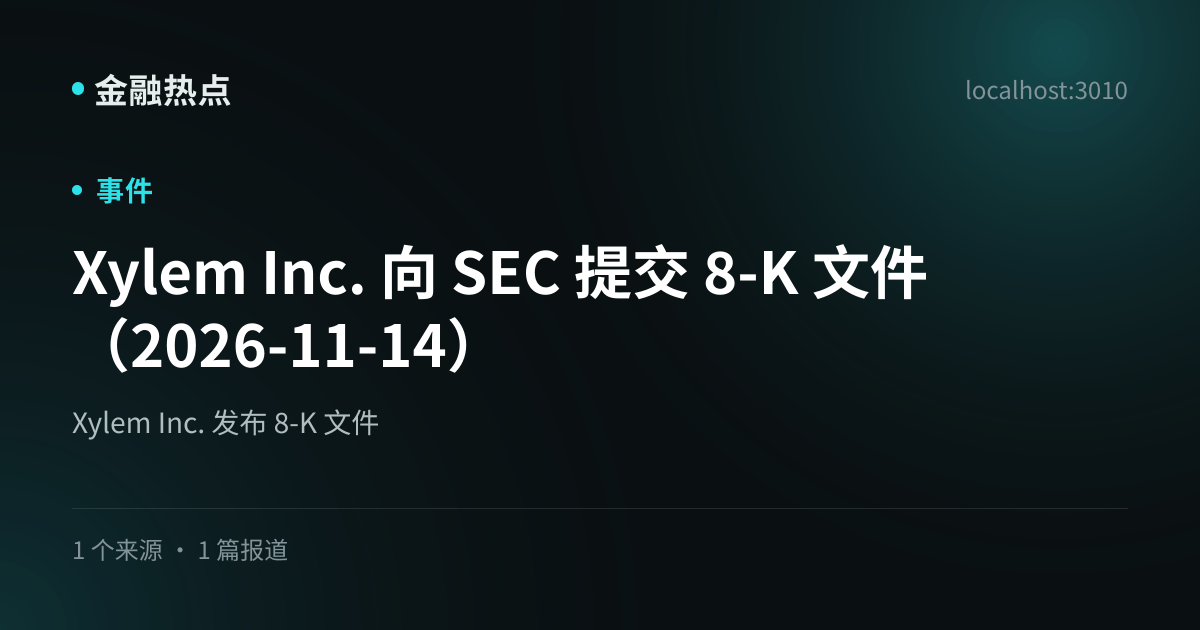 金融热点
localhost:3010
事件
Xylem Inc. 向 SEC 提交 8-K 文件
（2026-11-14）
Xylem Inc. 发布 8-K 文件
1 个来源 · 1 篇报道